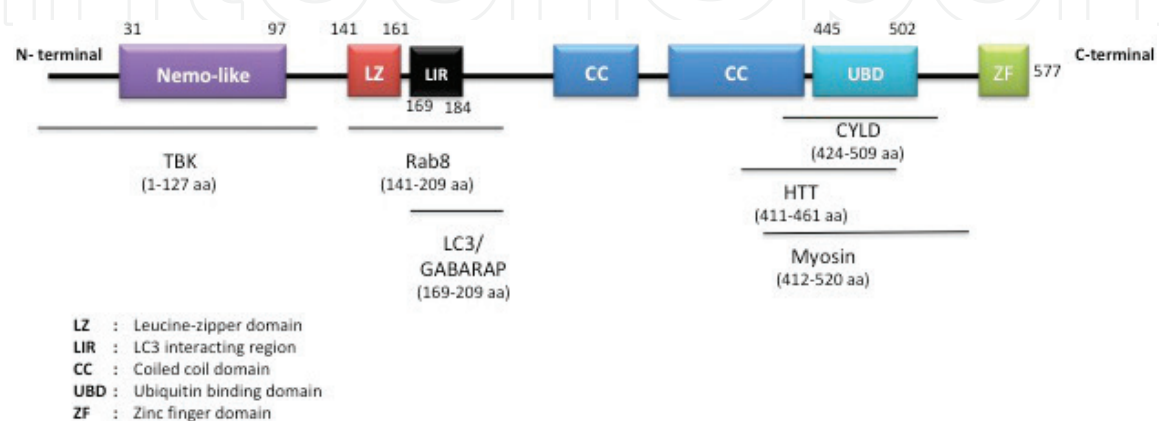 31 97 141 161 445 502
N- terminal Nemo-like LZ LIR CC CC UBD ZF 577 C-terminal
169 184
TBK
(1-127 aa)
Rab8
(141-209 aa)
LC3/
GABARAP
(169-209 aa)
CYLD
(424-509 aa)
HTT
(411-461 aa)
Myosin
(412-520 aa)
LZ : Leucine-zipper domain
LIR : LC3 interacting region
CC : Coiled coil domain
UBD : Ubiquitin binding domain
ZF : Zinc finger domain